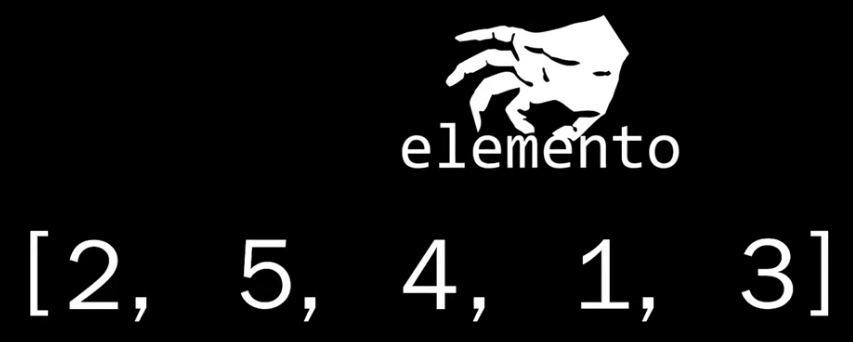 elemento
[2, 5, 4, 1, 3]